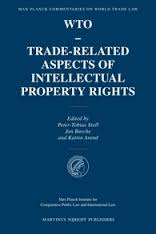 MAX PLANCK COMMENTARIES ON WORLD TRADE LAW
WTO
–
TRADE-RELATED
ASPECTS OF
INTELLECTUAL
PROPERTY RIGHTS
Edited by
Peter-Tobias Stoll
Jan Busche
and Katrin Arend
Max Planck Institute for
Comparative Public Law and International Law
MARTINUS NIJHOFF PUBLISHERS